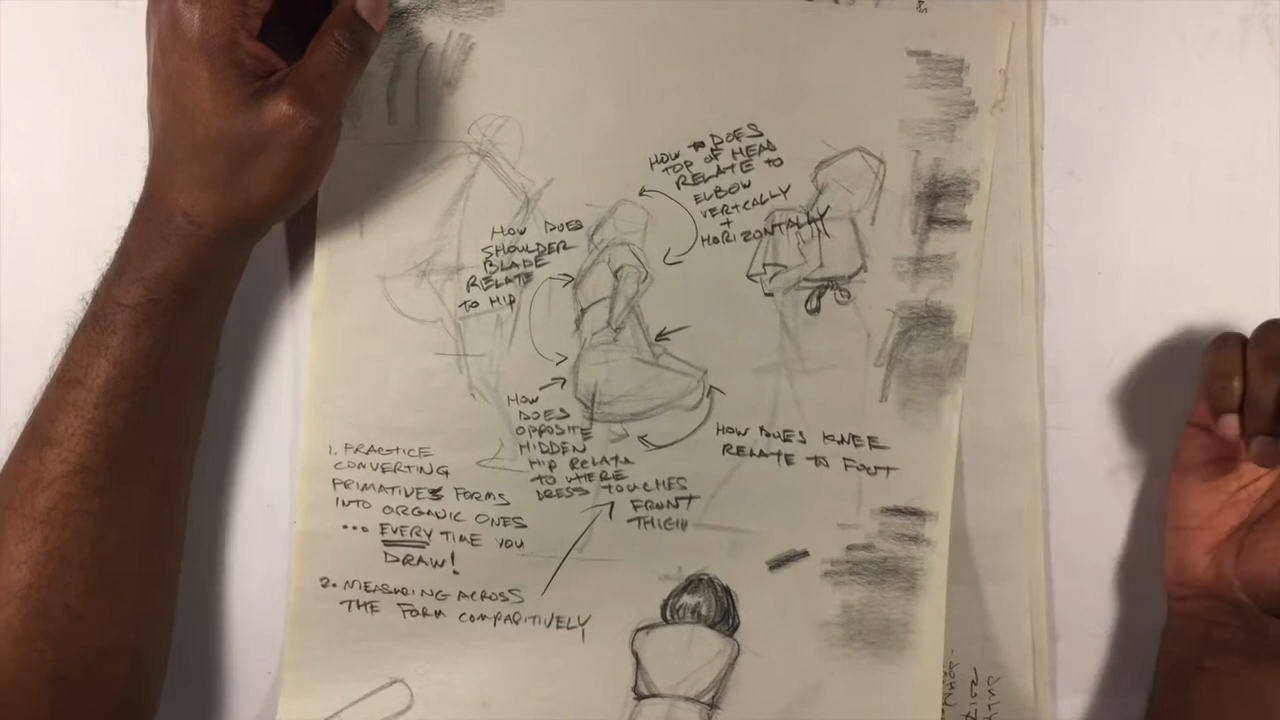 HOW DOES
TOP OF HEAD
RELATE TO
ELBOW
VERTICALLY
+
HORIZONTALLY
HOW DOES
SHOULDER
BLADE
RELATE
TO HIP
HOW
DOES
OPPOSITE
HIDDEN
HIP RELATE
TO WHERE
DRESS TOUCHES
FRONT
THIGH
HOW DOES KNEE
RELATE TO FOOT
1. PRACTICE
CONVERTING
PRIMATIVES FORMS
INTO ORGANIC ONES
... EVERY TIME YOU
DRAW!
2. MEASURING ACROSS
THE FORM COMPARITIVELY